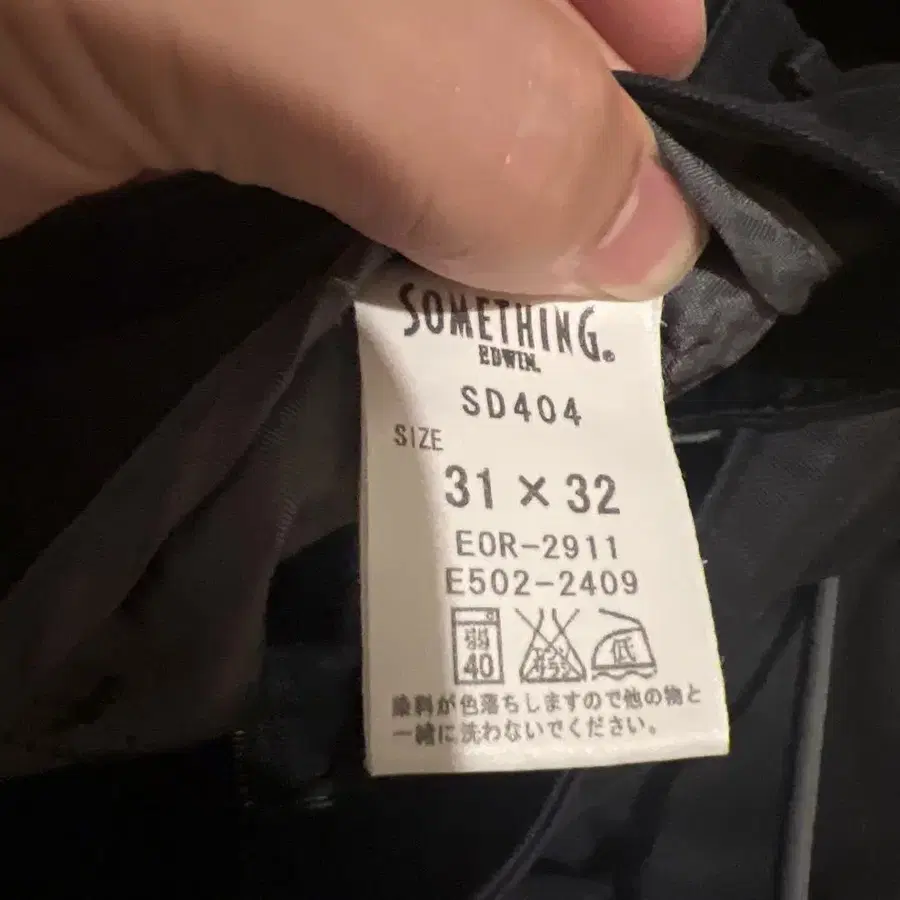 SOMETHING®
EDWIN.
SD404
SIZE
31 × 32
EOR-2911
E502-2409
40
エンソ
サラシ
低
染料が色落ちしますので他の物と
一緒に洗わないでください。